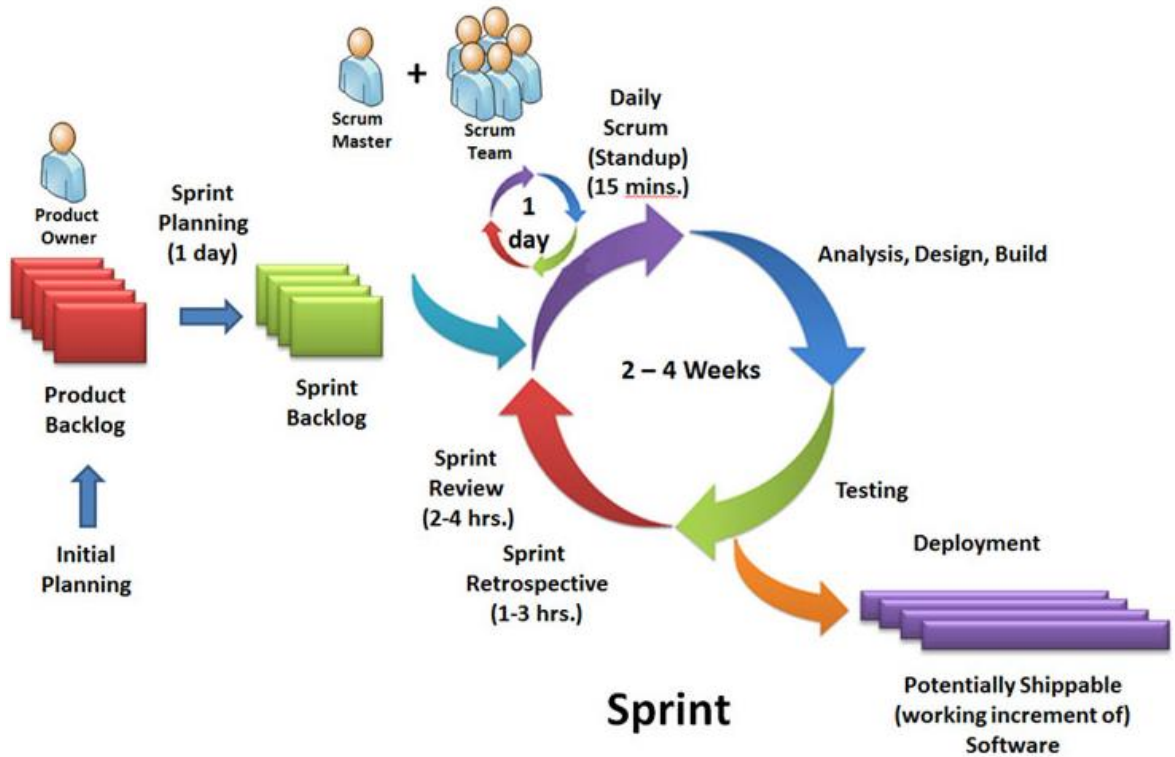 Scrum
Master
+
Scrum
Team
Daily
Scrum
(Standup)
(15 mins.)
Product
Owner
Sprint
Planning
(1 day)
1
day
Analysis, Design, Build
2 – 4 Weeks
Product
Backlog
Sprint
Backlog
Initial
Planning
Sprint
Review
(2-4 hrs.)
Sprint
Retrospective
(1-3 hrs.)
Testing
Deployment
Potentially Shippable
(working increment of)
Software
Sprint